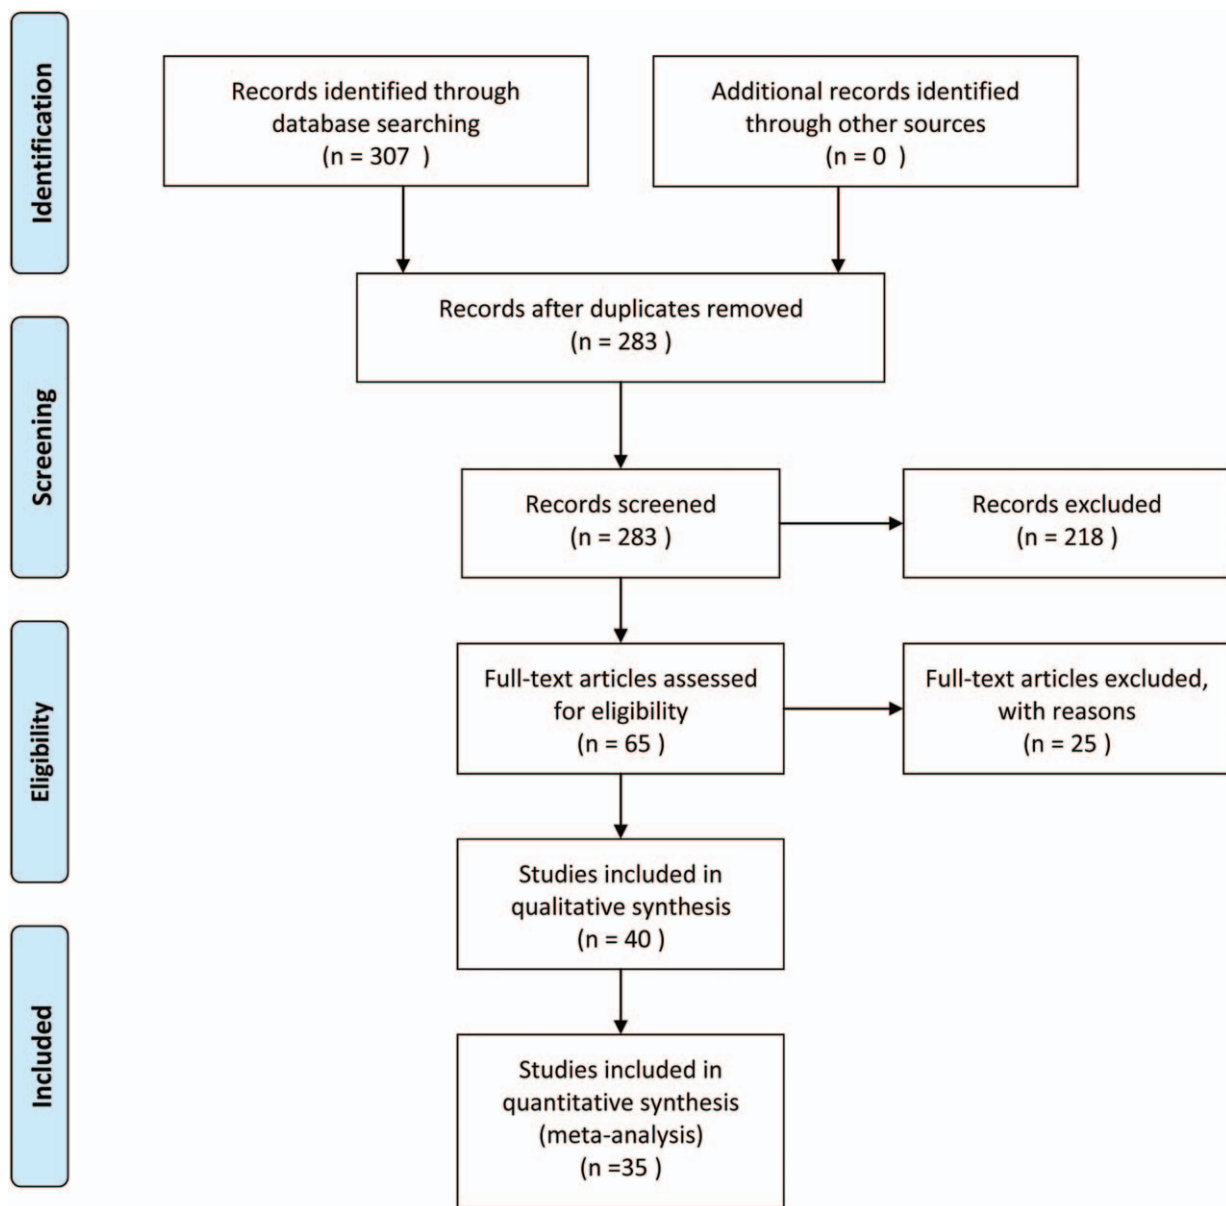 Identification
Records identified through
database searching
(n = 307 )
Additional records identified
through other sources
(n = 0 )
Records after duplicates removed
(n = 283 )
Screening
Records screened
(n = 283 )
Records excluded
(n = 218 )
Eligibility
Full-text articles assessed
for eligibility
(n = 65 )
Full-text articles excluded,
with reasons
(n = 25 )
Studies included in
qualitative synthesis
(n = 40 )
Included
Studies included in
quantitative synthesis
(meta-analysis)
(n =35 )